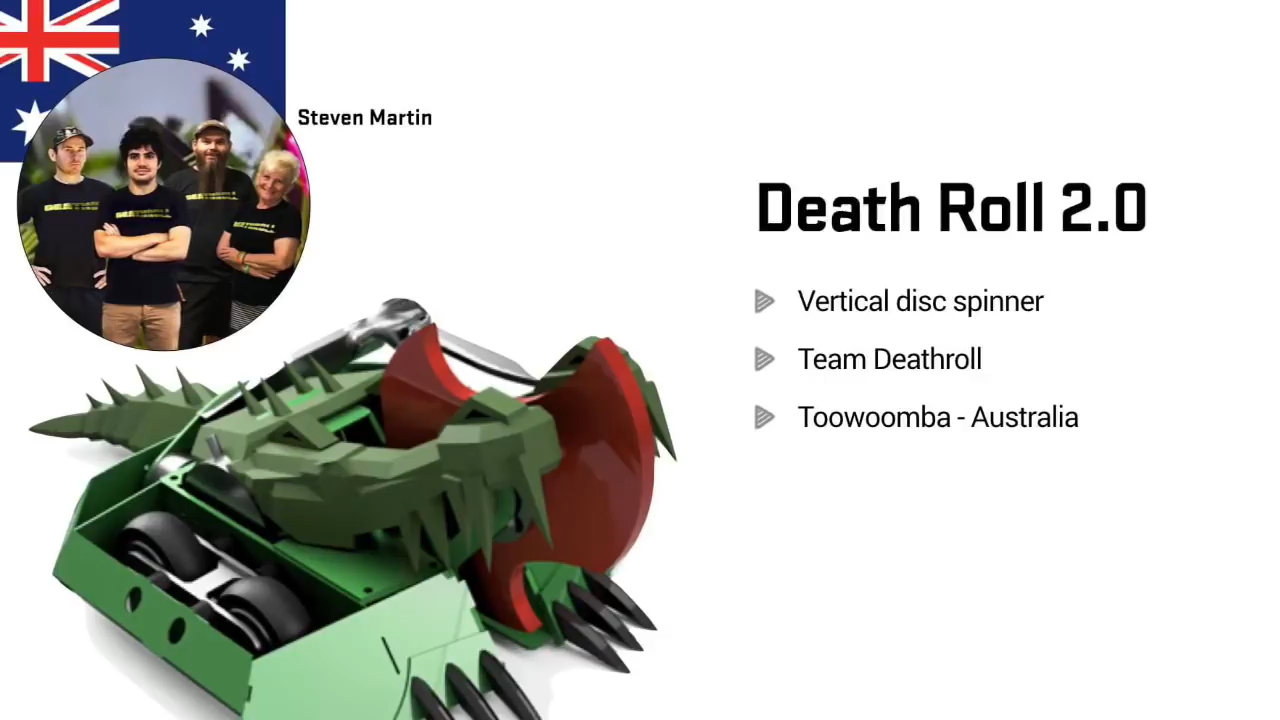 Steven Martin
Death Roll 2.0
Vertical disc spinner
Team Deathroll
Toowoomba - Australia